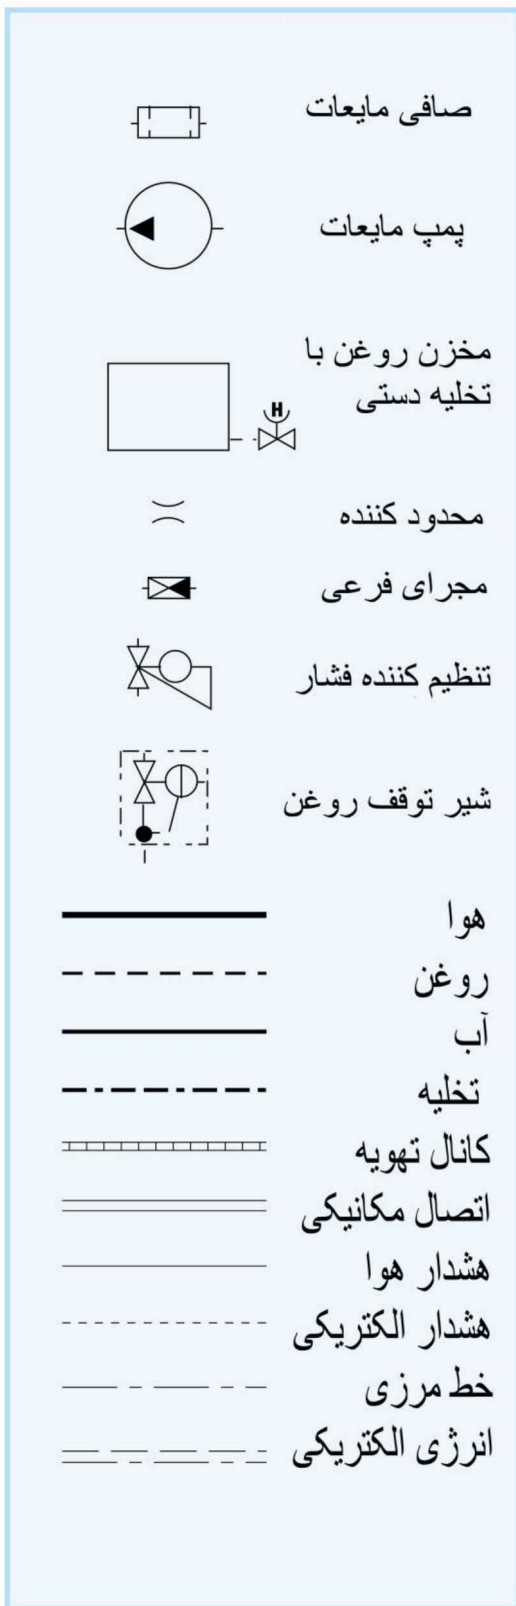 صافی مایعات
پمپ مایعات
مخزن روغن با
تخلیه دستی
H
محدود کننده
مجرای فرعی
تنظیم کننده فشار
شیر توقف روغن
هوا
روغن
آب
تخلیه
کانال تهویه
اتصال مکانیکی
هشدار هوا
هشدار الکتریکی
خط مرزی
انرژی الکتریکی